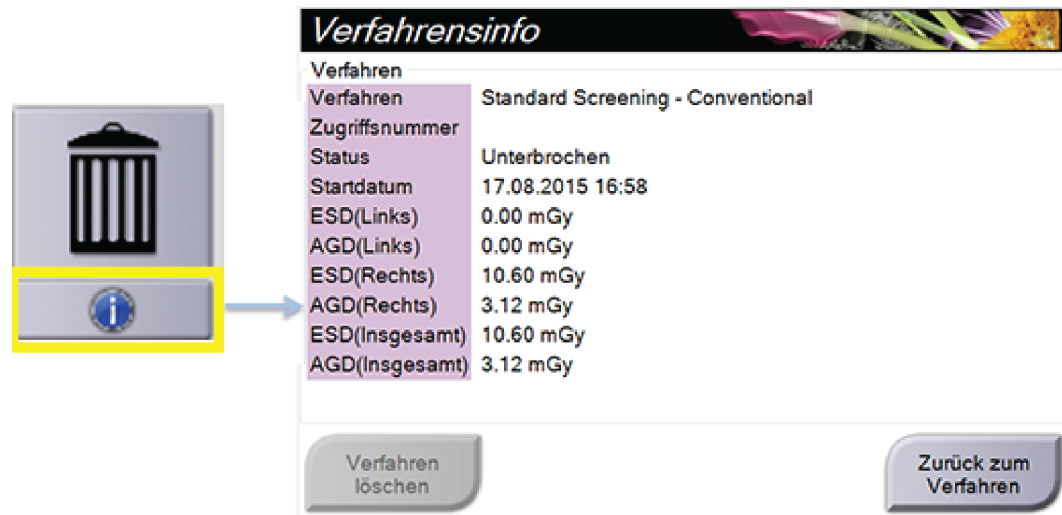 Verfahrensinfo
Verfahren
Verfahren Standard Screening - Conventional
Zugriffsnummer
Status Unterbrochen
Startdatum 17.08.2015 16:58
ESD(Links) 0.00 mGy
AGD(Links) 0.00 mGy
ESD(Rechts) 10.60 mGy
AGD(Rechts) 3.12 mGy
ESD(Insgesamt) 10.60 mGy
AGD(Insgesamt) 3.12 mGy
Verfahren
löschen
Zurück zum
Verfahren